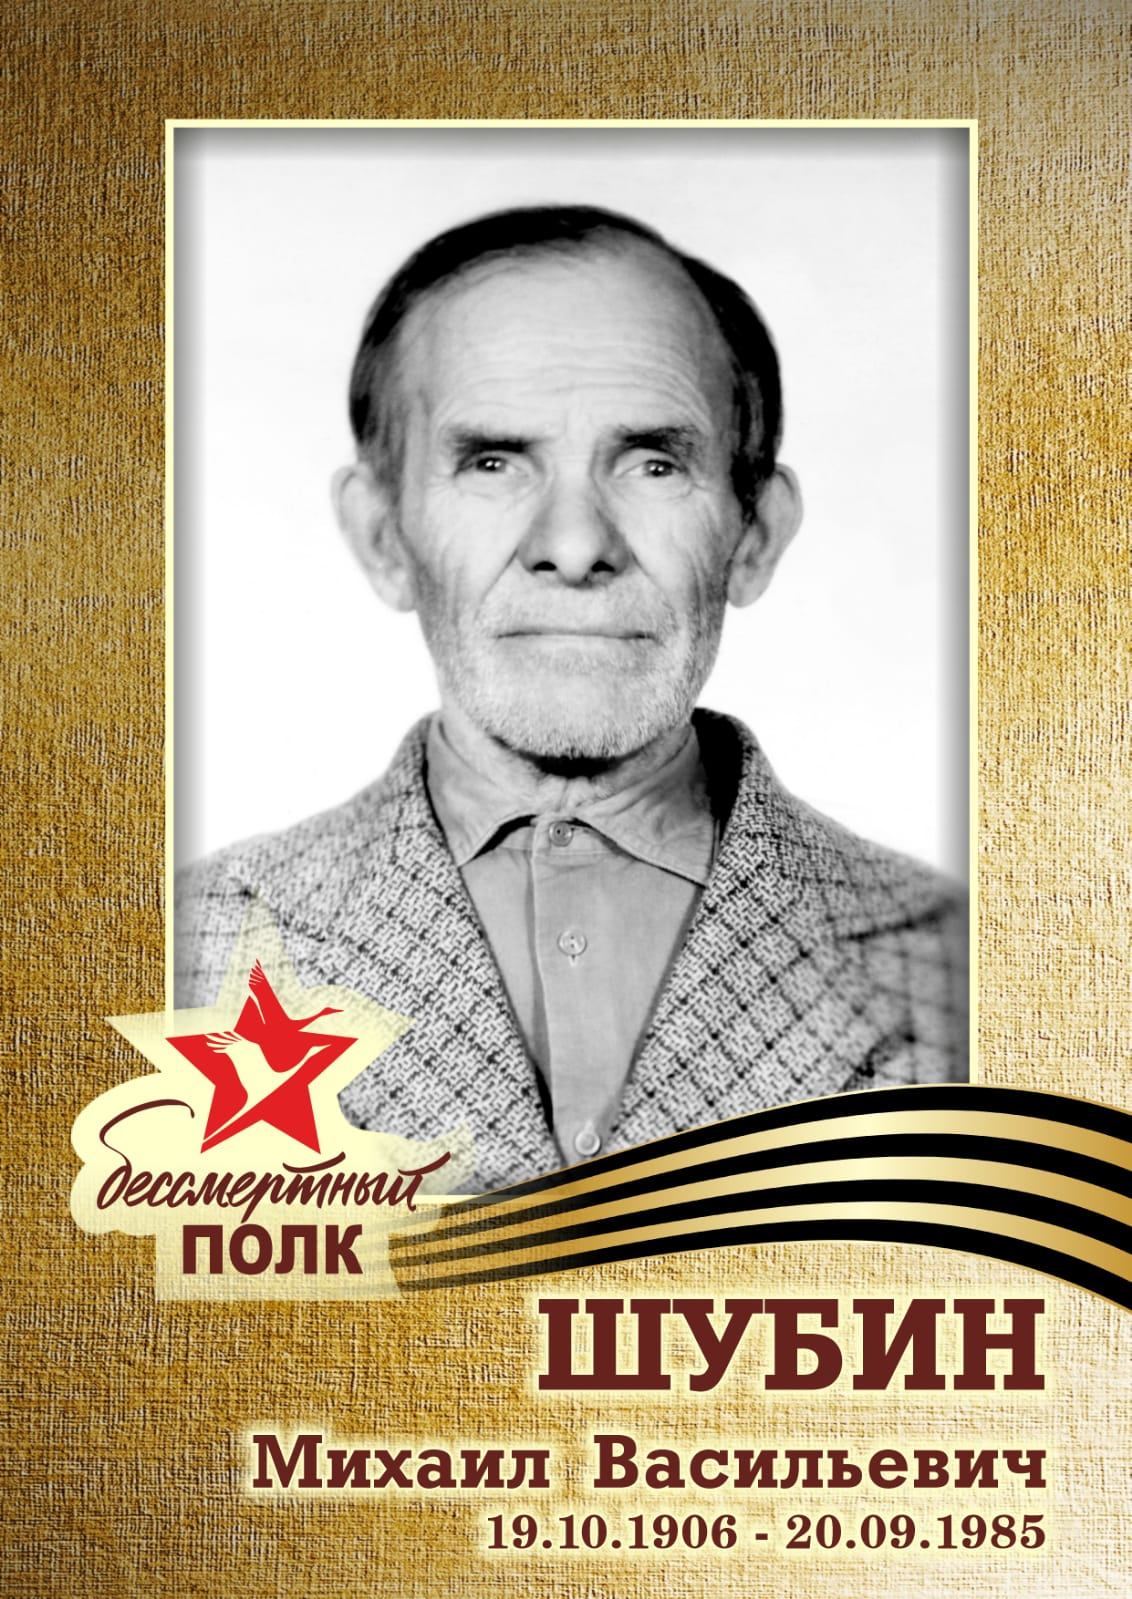 бессмертный
ПОЛК
ШУБИН
Михаил Васильевич
19.10.1906 - 20.09.1985